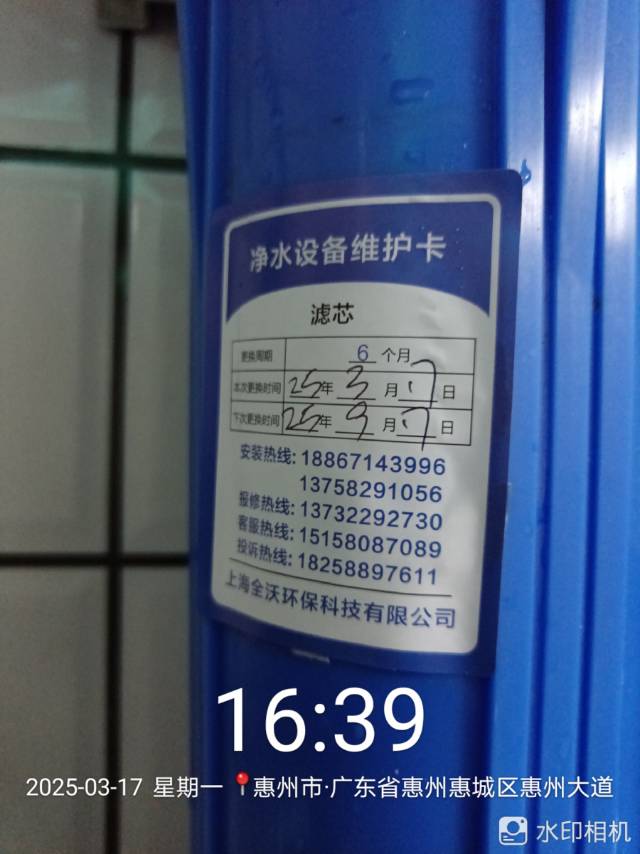 净水设备维护卡
滤芯
更换周期 6 个月
本次更换时间 25年 3 月 17 日
下次更换时间 25年 9 月 17 日
安装热线: 18867143996
13758291056
报修热线: 13732292730
客服热线: 15158087089
投诉热线: 18258897611
上海全沃环保科技有限公司
16:39
2025-03-17 星期一 惠州市·广东省惠州惠城区惠州大道
水印相机